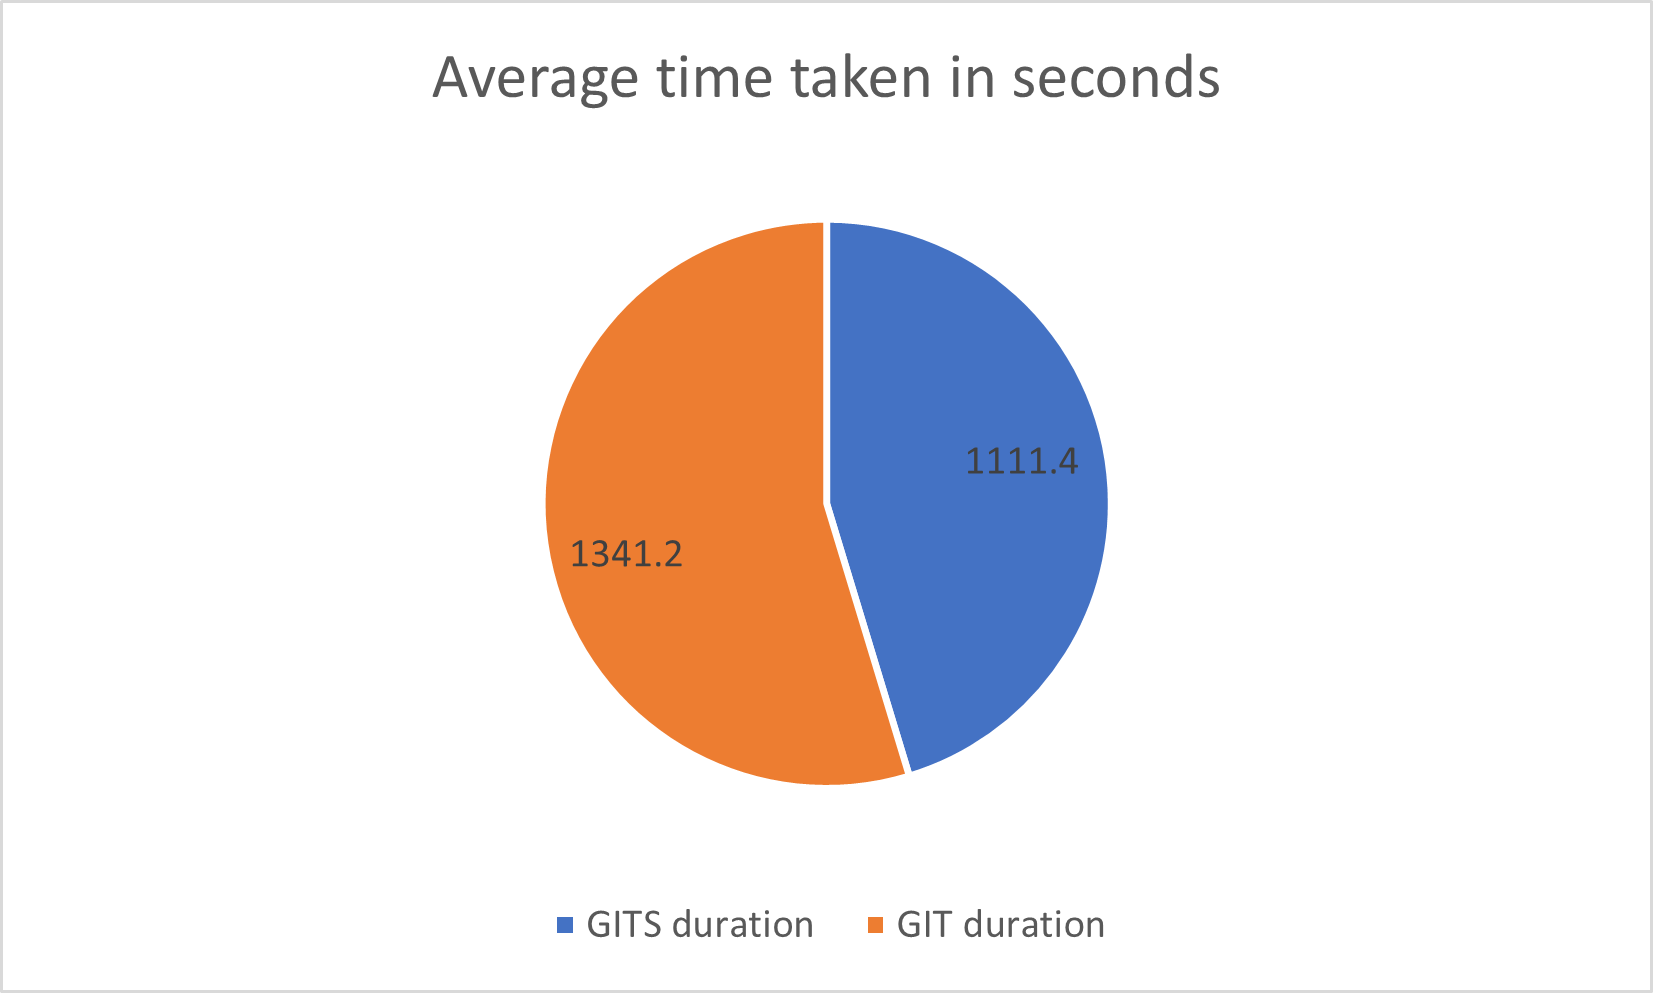 Average time taken in seconds
1111.4
1341.2
GITS duration
GIT duration